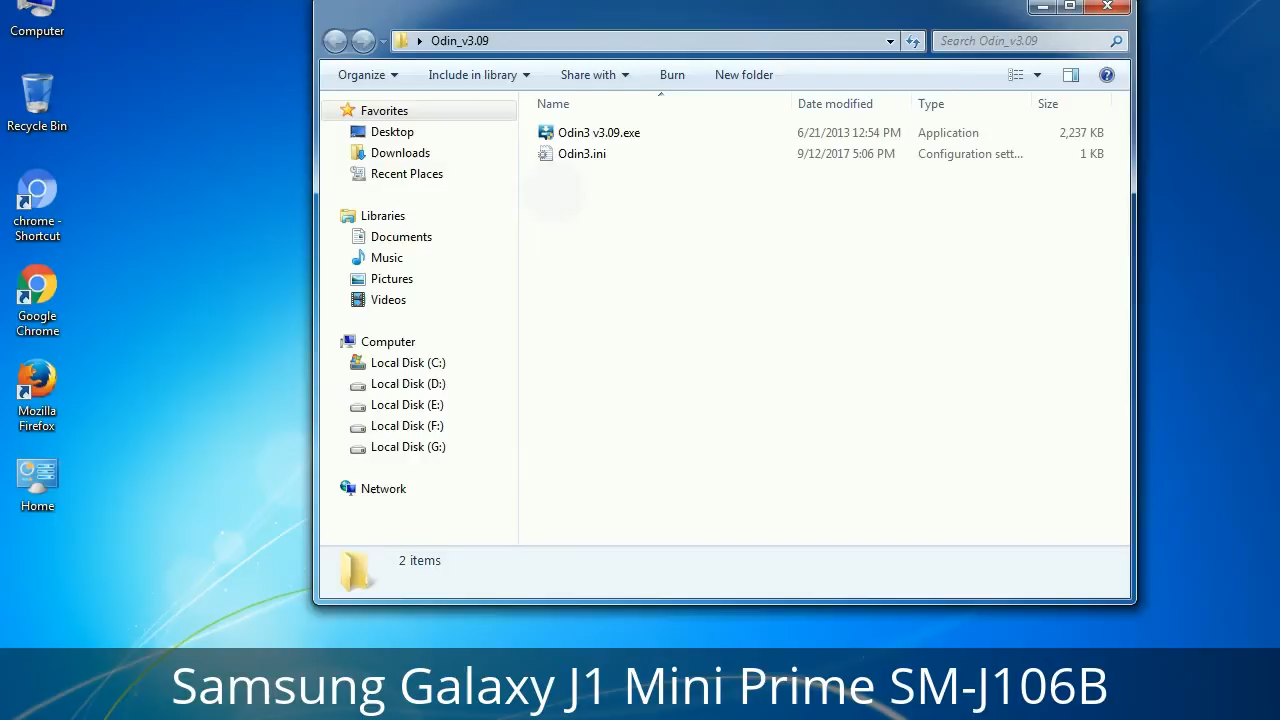 Computer
Recycle Bin
chrome -
Shortcut
Google
Chrome
Mozilla
Firefox
Home
Odin_v3.09
Search Odin_v3.09
Organize
Include in library
Share with
Burn
New folder
Favorites
Desktop
Downloads
Recent Places
Libraries
Documents
Music
Pictures
Videos
Computer
Local Disk (C:)
Local Disk (D:)
Local Disk (E:)
Local Disk (F:)
Local Disk (G:)
Network
Name Date modified Type Size
Odin3 v3.09.exe 6/21/2013 12:54 PM Application 2,237 KB
Odin3.ini 9/12/2017 5:06 PM Configuration sett... 1 KB
2 items
Samsung Galaxy J1 Mini Prime SM-J106B